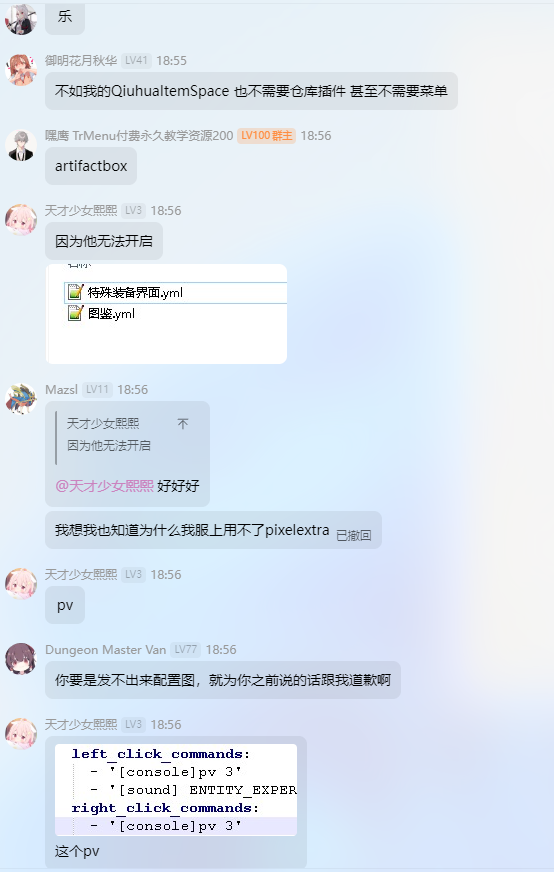 乐
御明花月秋华 LV41 18:55
不如我的QiuhuaItemSpace 也不需要仓库插件 甚至不需要菜单
嘿鹰 TrMenu付费永久教学资源200 LV100 群主 18:56
artifactbox
天才少女熙熙 LV3 18:56
因为他无法开启
名称
特殊装备界面.yml
图鉴.yml
Mazsl LV11 18:56
天才少女熙熙 不
因为他无法开启
@天才少女熙熙 好好好
我想我也知道为什么我服上用不了pixelextra 已撤回
天才少女熙熙 LV3 18:56
pv
Dungeon Master Van LV77 18:56
你要是发不出来配置图，就为你之前说的话跟我道歉啊
天才少女熙熙 LV3 18:56
left_click_commands:
- '[console]pv 3'
- '[sound] ENTITY_EXPER
right_click_commands:
- '[console]pv 3'
这个pv